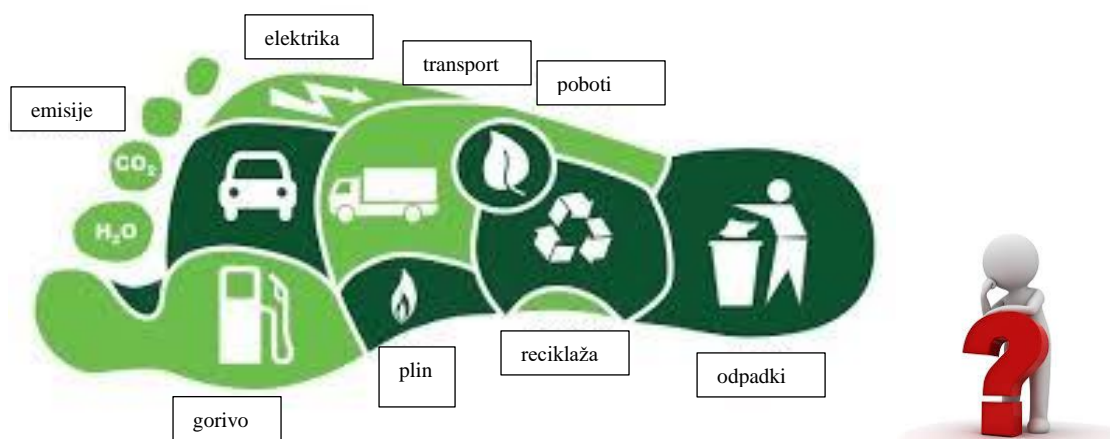 elektrika
transport
poboti
emisije
CO₂
H₂O
reciklaža
plin
odpadki
gorivo
?